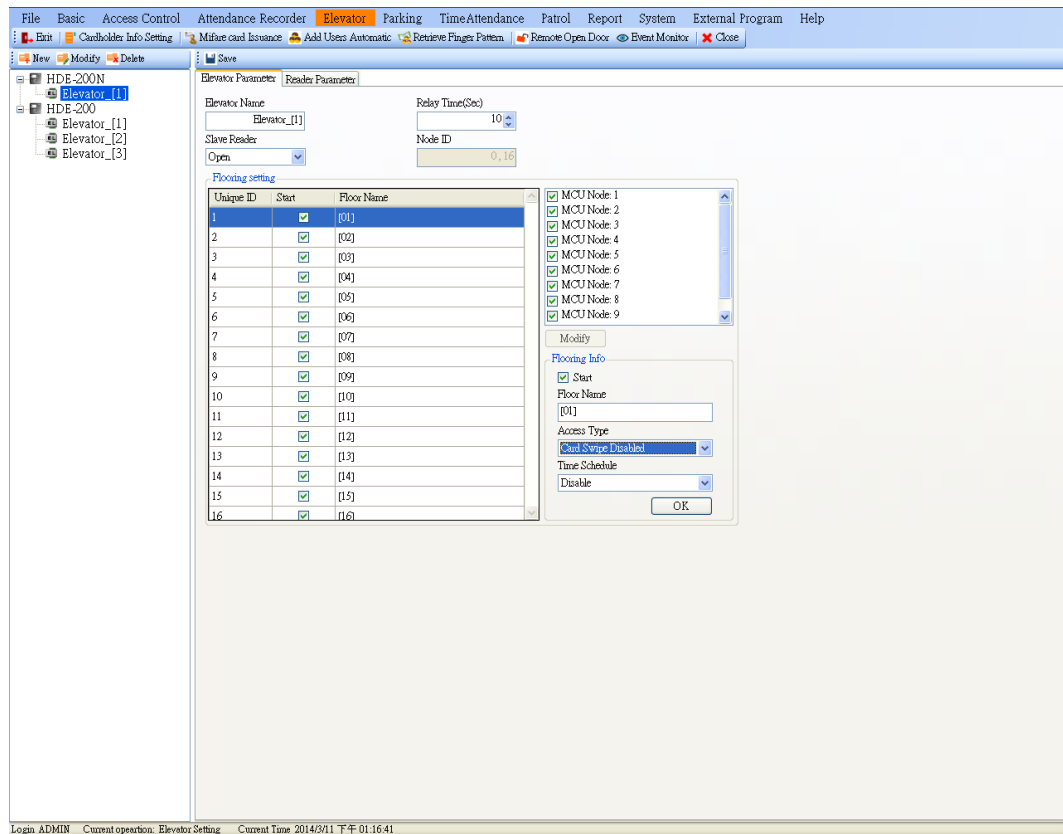 File Basic Access Control Attendance Recorder Elevator Parking TimeAttendance Patrol Report System External Program Help
Exit Cardholder Info Setting Mifare card Issuance Add Users Automatic Retrieve Finger Pattern Remote Open Door Event Monitor Close
New Modify Delete Save
HDE-200N
Elevator_[1]
HDE-200
Elevator_[1]
Elevator_[2]
Elevator_[3]
Elevator Parameter Reader Parameter
Elevator Name Relay Time(Sec)
Elevator_[1] 10
Slave Reader Node ID
Open 0,16
Flooring setting
Unique ID Start Floor Name
1 [01]
2 [02]
3 [03]
4 [04]
5 [05]
6 [06]
7 [07]
8 [08]
9 [09]
10 [10]
11 [11]
12 [12]
13 [13]
14 [14]
15 [15]
16 [16]
MCU Node: 1
MCU Node: 2
MCU Node: 3
MCU Node: 4
MCU Node: 5
MCU Node: 6
MCU Node: 7
MCU Node: 8
MCU Node: 9
Modify
Flooring Info
Start
Floor Name
[01]
Access Type
Card Swipe Disabled
Time Schedule
Disable
OK
Login ADMIN Current opeartion: Elevator Setting Current Time 2014/3/11 下午 01:16:41